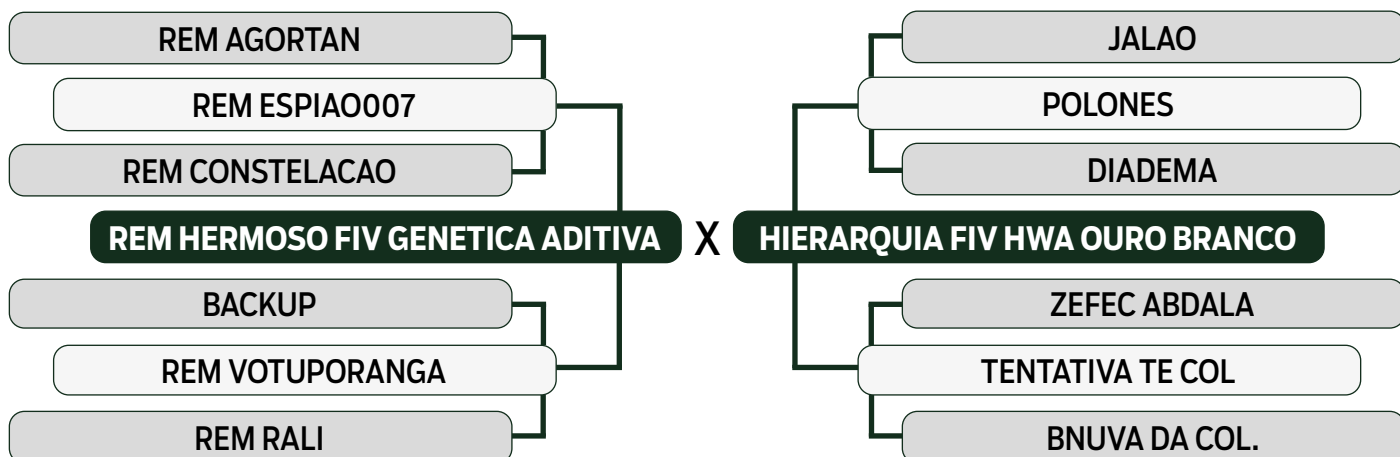 REM AGORTAN
REM ESPIAO007
REM CONSTELACAO
REM HERMOSO FIV GENETICA ADITIVA
BACKUP
REM VOTUPORANGA
REM RALI
X
JALAO
POLONES
DIADEMA
HIERARQUIA FIV HWA OURO BRANCO
ZEFEC ABDALA
TENTATIVA TE COL
BNUVA DA COL.